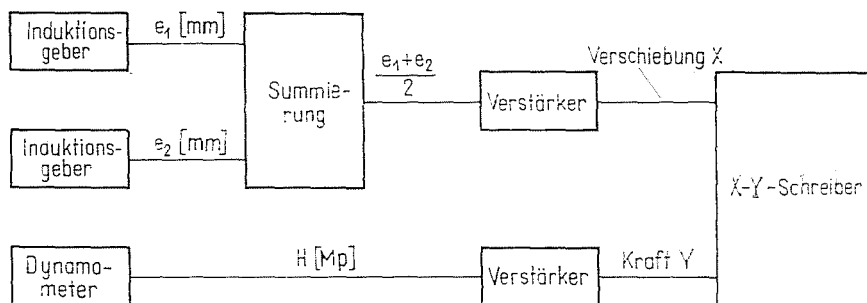 Induktions-
geber
e₁ [mm]
Induktions-
geber
e₂ [mm]
Summie-
rung
e₁+e₂
2
Verstärker
Verschiebung X
X-Y-Schreiber
Dynamo-
meter
H [Mp]
Verstärker
Kraft Y